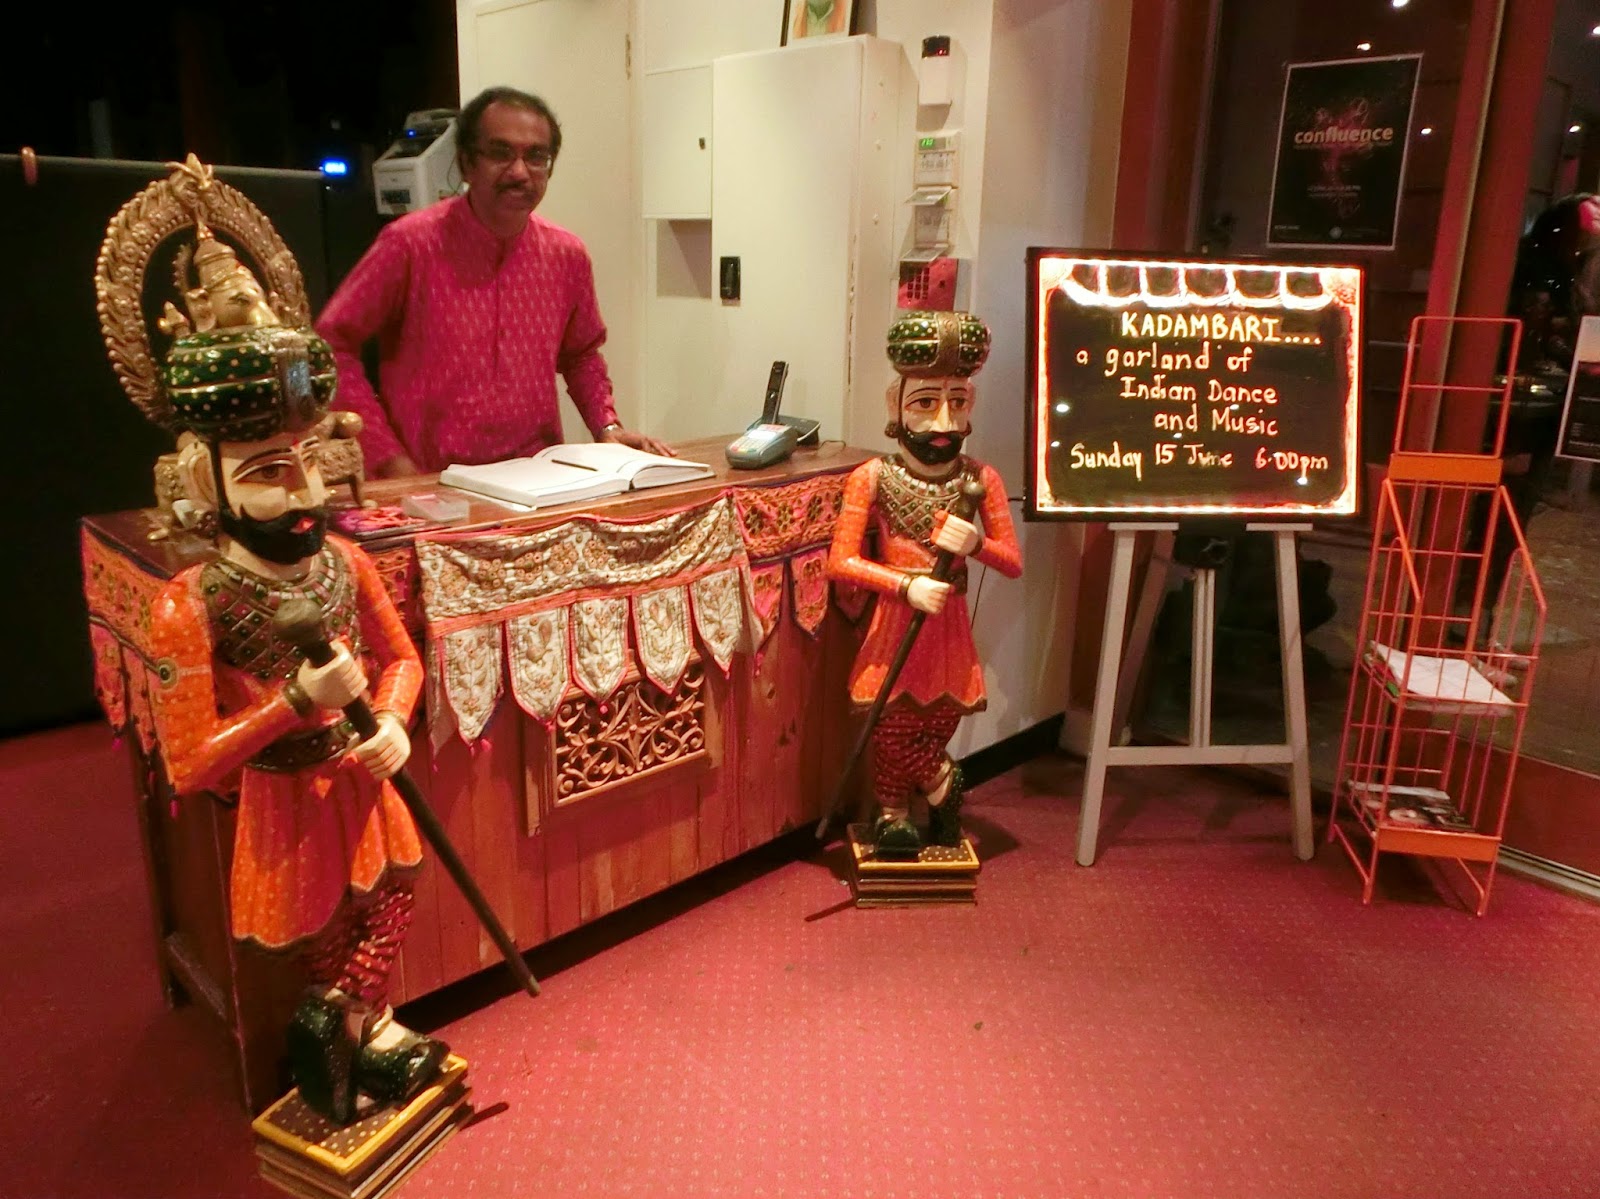 confluence
KADAMBARI....
a garland of
Indian Dance
and Music
Sunday 15 June 6.00pm